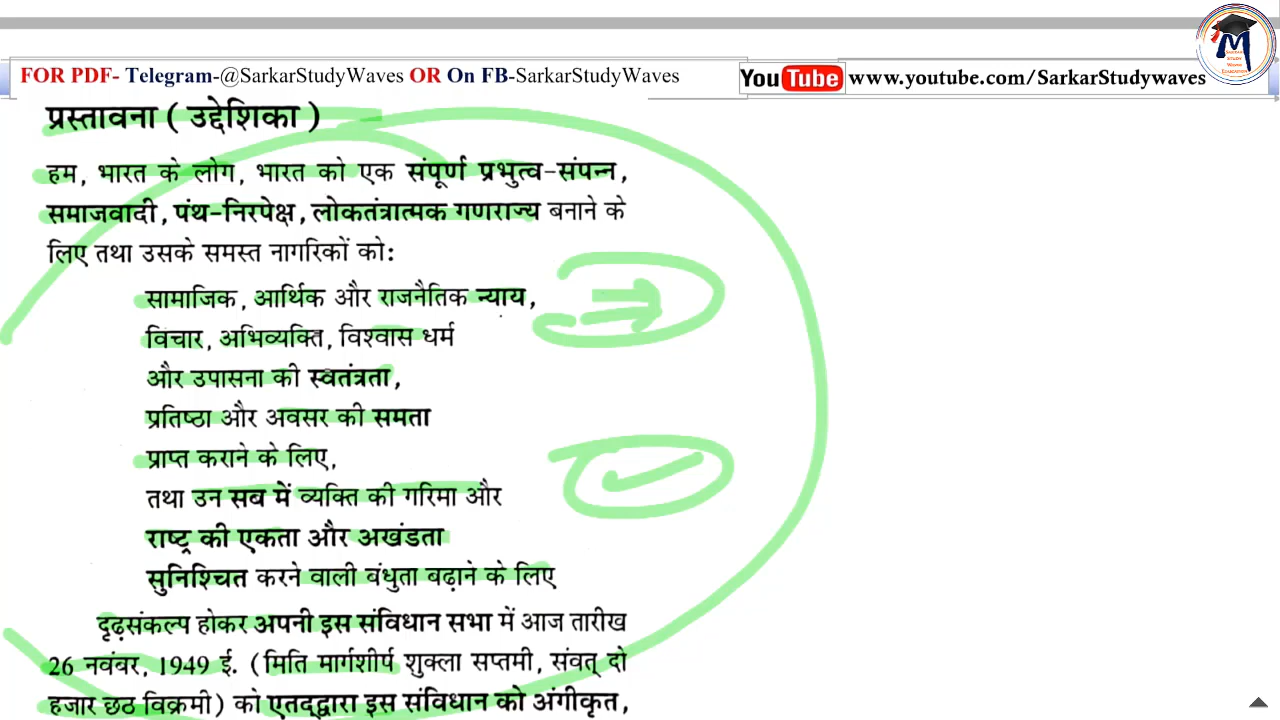 FOR PDF- Telegram-@SarkarStudyWaves OR On FB-SarkarStudyWaves
YouTube www.youtube.com/SarkarStudywaves
प्रस्तावना ( उद्देशिका )
हम, भारत के लोग, भारत को एक संपूर्ण प्रभुत्व-संपन्न,
समाजवादी, पंथ-निरपेक्ष, लोकतंत्रात्मक गणराज्य बनाने के
लिए तथा उसके समस्त नागरिकों को:
सामाजिक, आर्थिक और राजनैतिक न्याय,
विचार, अभिव्यक्ति, विश्वास धर्म
और उपासना की स्वतंत्रता,
प्रतिष्ठा और अवसर की समता
प्राप्त कराने के लिए,
तथा उन सब में व्यक्ति की गरिमा और
राष्ट्र की एकता और अखंडता
सुनिश्चित करने वाली बंधुता बढ़ाने के लिए
दृढ़संकल्प होकर अपनी इस संविधान सभा में आज तारीख
26 नवंबर, 1949 ई. (मिति मार्गशीर्ष शुक्ला सप्तमी, संवत् दो
हजार छह विक्रमी) को एतद्द्वारा इस संविधान को अंगीकृत,